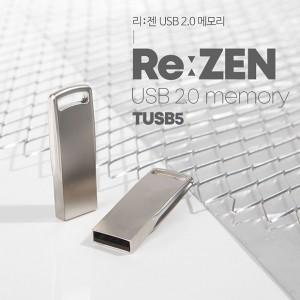 리:젠 USB 2.0 메모리
Re:ZEN
USB 2.0 memory
TUSB5